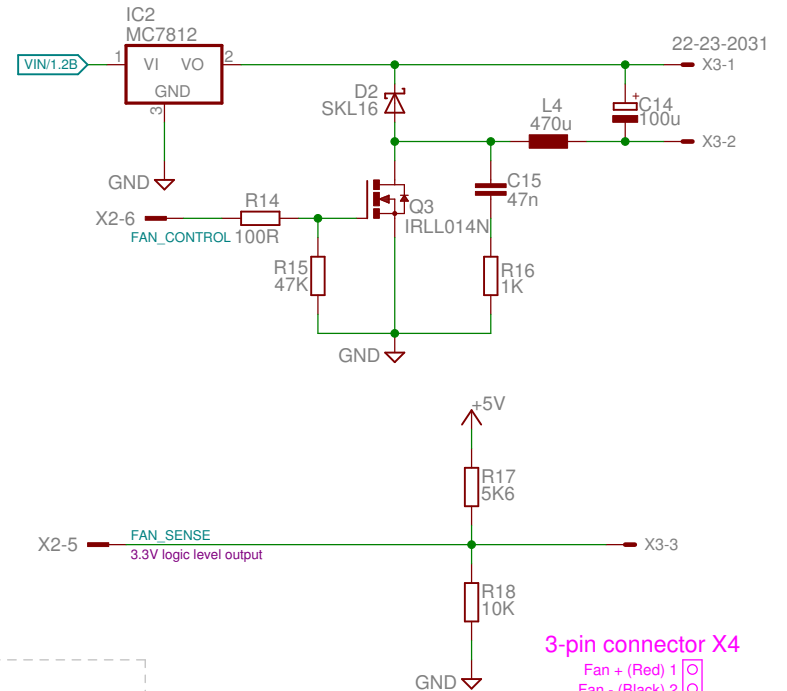 IC2
MC7812
VIN/1.2B
1
VI
VO
2
GND
3
GND
22-23-2031
X3-1
D2
SKL16
+
C14
100u
L4
470u
X3-2
X2-6
FAN_CONTROL
R14
100R
Q3
IRLL014N
C15
47n
R15
47K
R16
1K
GND
+5V
R17
5K6
X2-5
FAN_SENSE
3.3V logic level output
X3-3
R18
10K
GND
3-pin connector X4
Fan + (Red) 1
Fan - (Black) 2